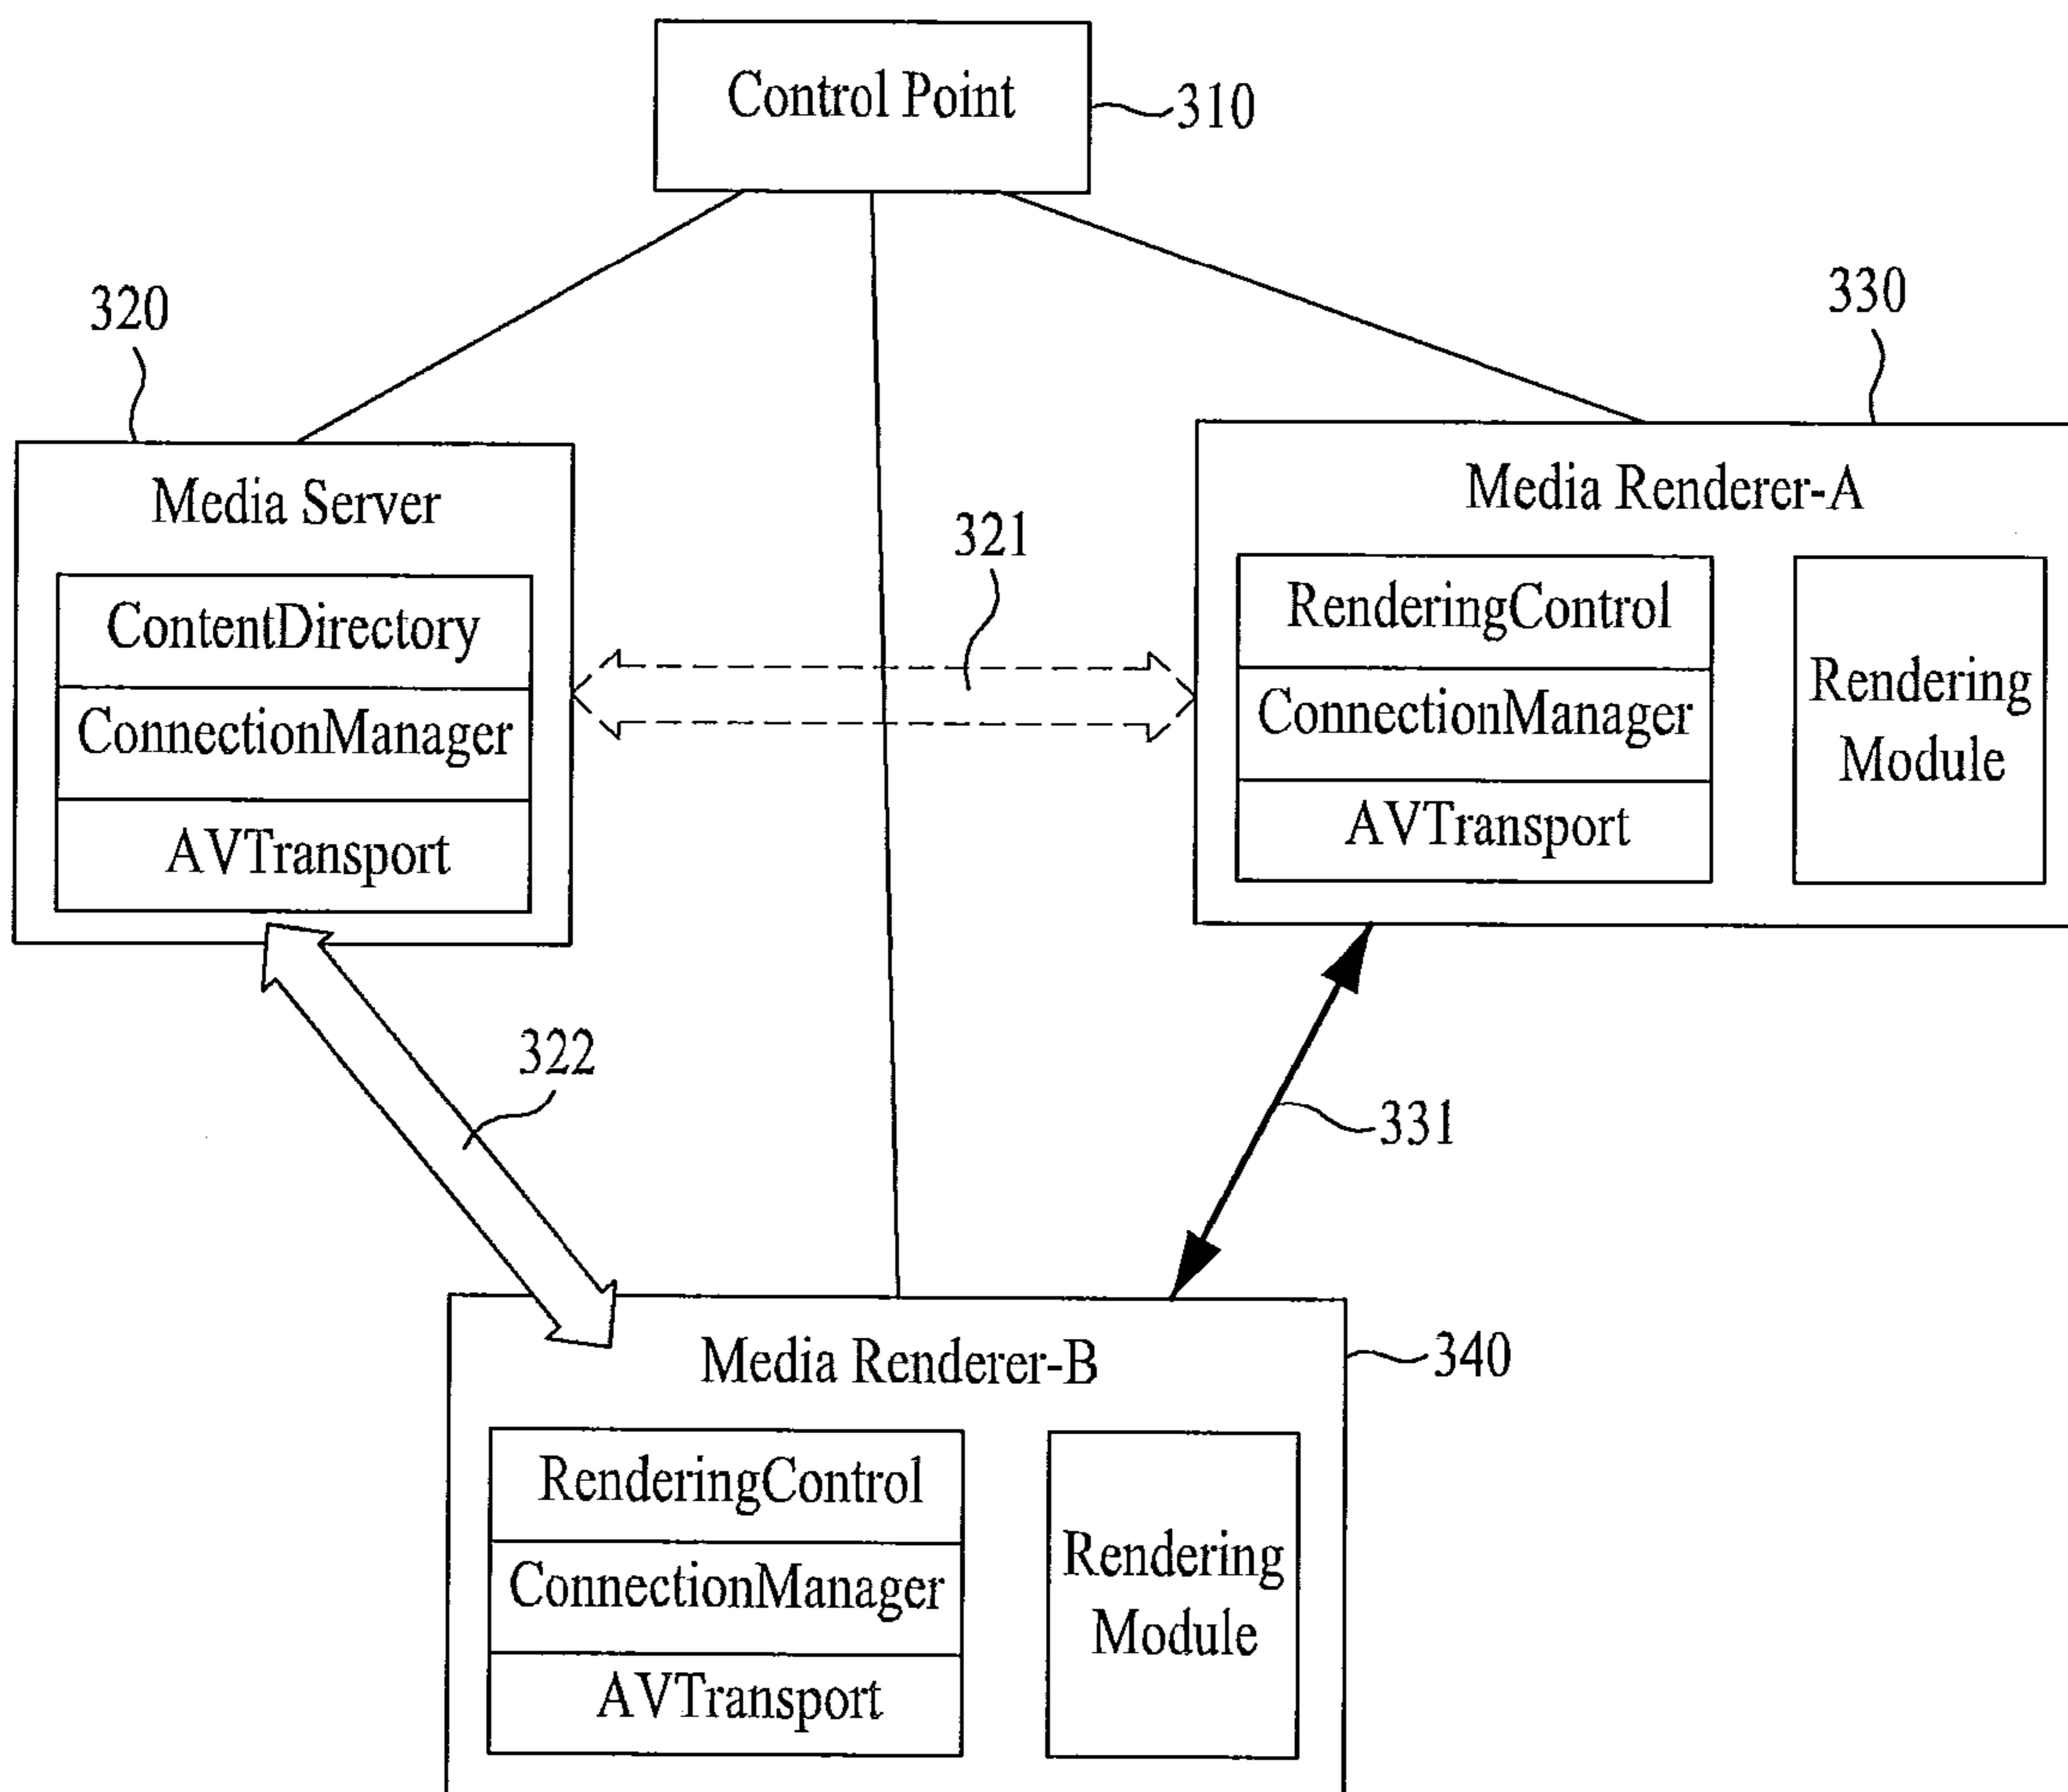 Control Point
310
320
330
Media Server
ContentDirectory
ConnectionManager
AVTransport
321
Media Renderer-A
RenderingControl
ConnectionManager
AVTransport
Rendering
Module
322
331
Media Renderer-B
340
RenderingControl
ConnectionManager
AVTransport
Rendering
Module